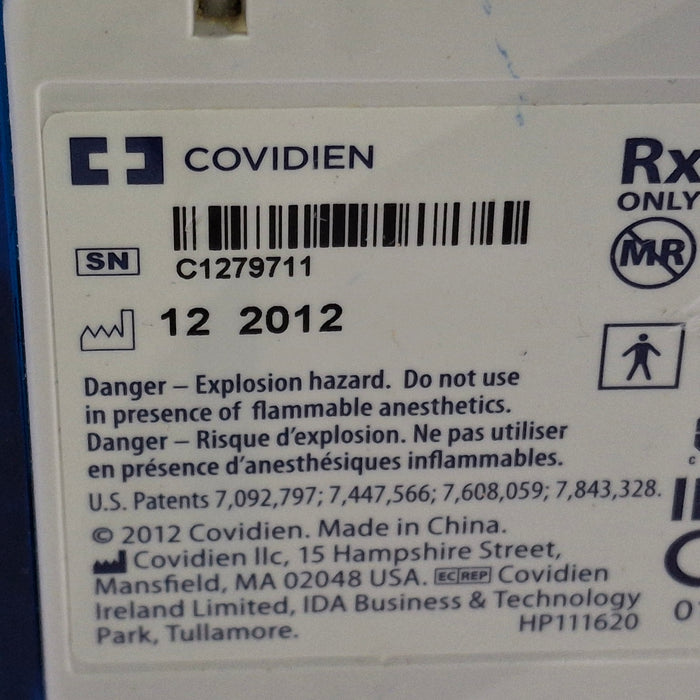 COVIDIEN
Rx
ONLY
SN
C1279711
MR
12 2012
Danger – Explosion hazard. Do not use
in presence of flammable anesthetics.
Danger – Risque d'explosion. Ne pas utiliser
en présence d'anesthésiques inflammables.
U.S. Patents 7,092,797; 7,447,566; 7,608,059; 7,843,328.
© 2012 Covidien. Made in China.
Covidien llc, 15 Hampshire Street,
Mansfield, MA 02048 USA. EC REP Covidien
Ireland Limited, IDA Business & Technology
Park, Tullamore.
HP111620